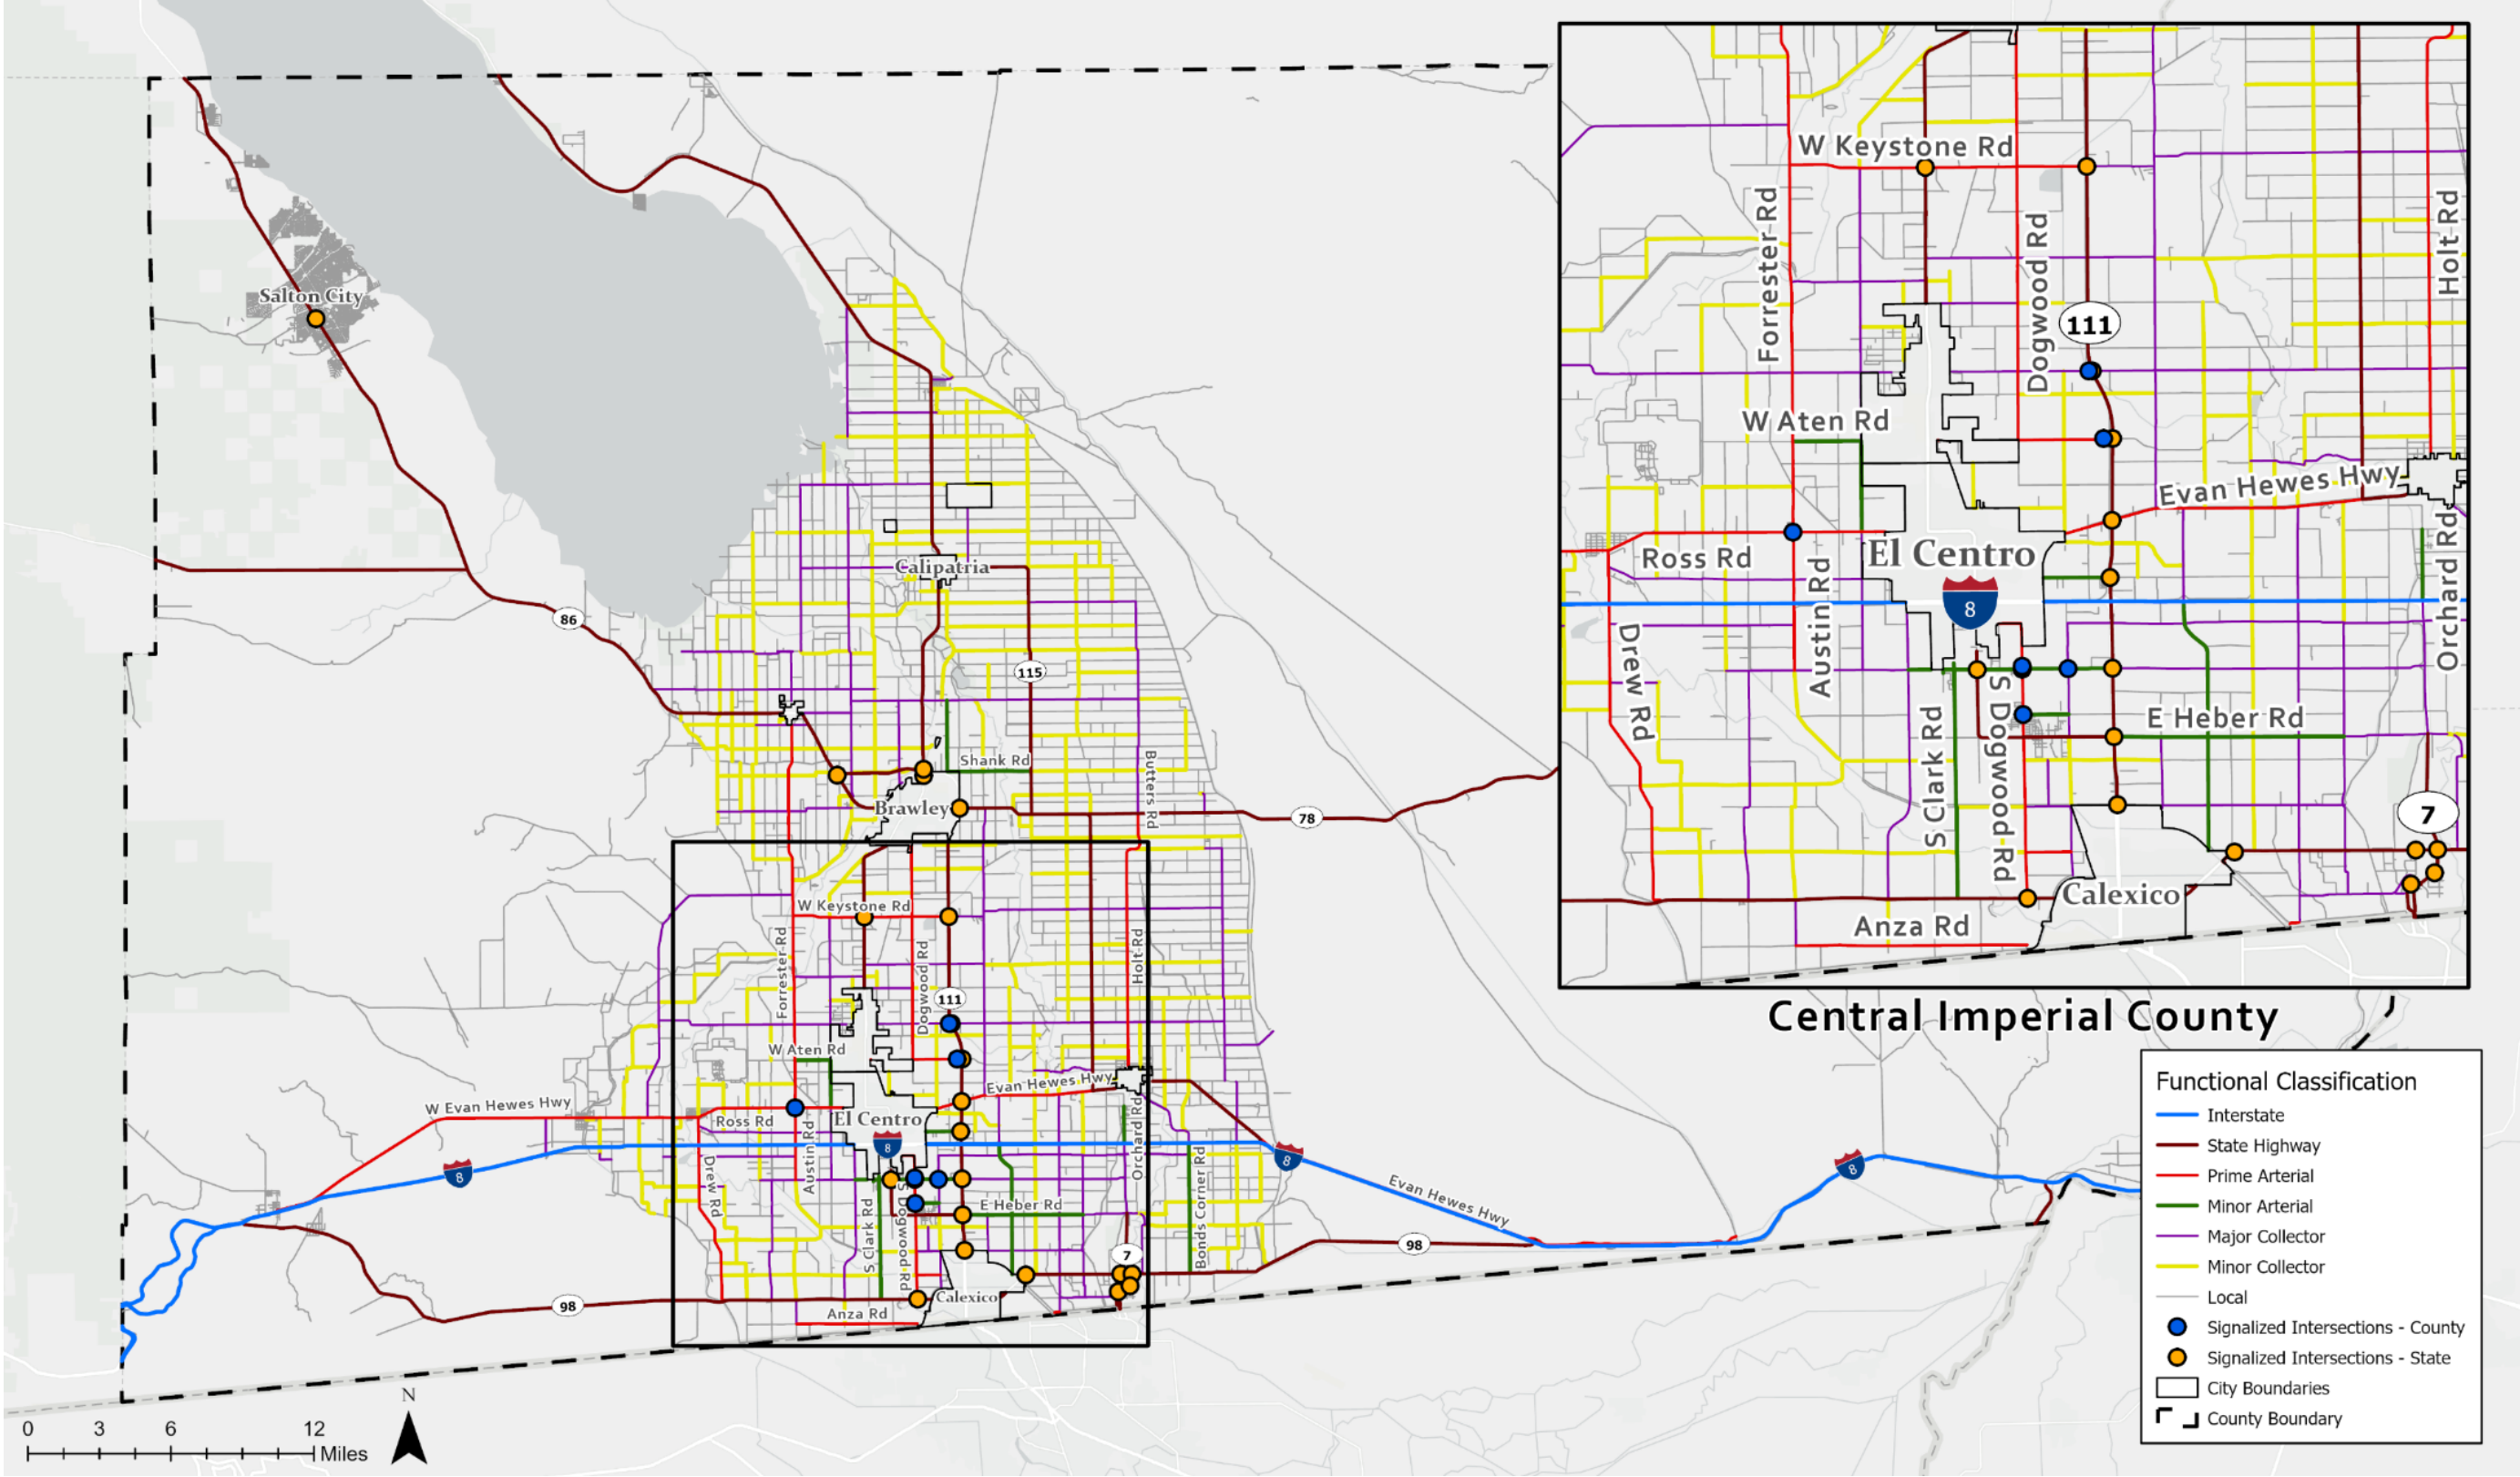 Salton City
86
Calipatria
115
Shank Rd
Butters Rd
Brawley
78
W Keystone Rd
Forrester Rd
Dogwood Rd
Holt Rd
111
W Aten Rd
Evan Hewes Hwy
W Evan Hewes Hwy
Ross Rd
El Centro
8
8
8
8
Austin Rd
Orchard Rd
Drew Rd
S Clark Rd
S Dogwood Rd
E Heber Rd
Bonds Corner Rd
Evan Hewes Hwy
7
98
98
Calexico
Anza Rd
W Keystone Rd
Forrester Rd
Dogwood Rd
Holt Rd
111
W Aten Rd
Evan Hewes Hwy
Ross Rd
El Centro
8
Austin Rd
Orchard Rd
Drew Rd
S Clark Rd
S Dogwood Rd
E Heber Rd
7
Calexico
Anza Rd
Central Imperial County
Functional Classification
Interstate
State Highway
Prime Arterial
Minor Arterial
Major Collector
Minor Collector
Local
Signalized Intersections - County
Signalized Intersections - State
City Boundaries
County Boundary
N
0 3 6 12
Miles